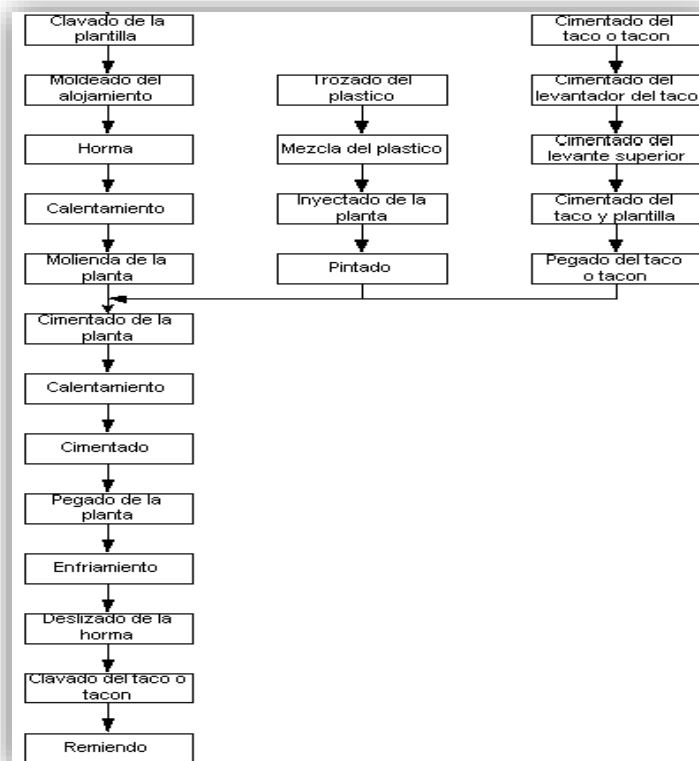 Clavado de la
plantilla
Moldeado del
alojamiento
Horma
Calentamiento
Molienda de la
planta
Cimentado de la
planta
Calentamiento
Cimentado
Pegado de la
planta
Enfriamiento
Deslizado de la
horma
Clavado del taco o
tacon
Remiendo
Trozado del
plastico
Mezcla del plastico
Inyectado de la
planta
Pintado
Cimentado del
taco o tacon
Cimentado del
levantador del taco
Cimentado del
levante superior
Cimentado del
taco y plantilla
Pegado del taco
o tacon